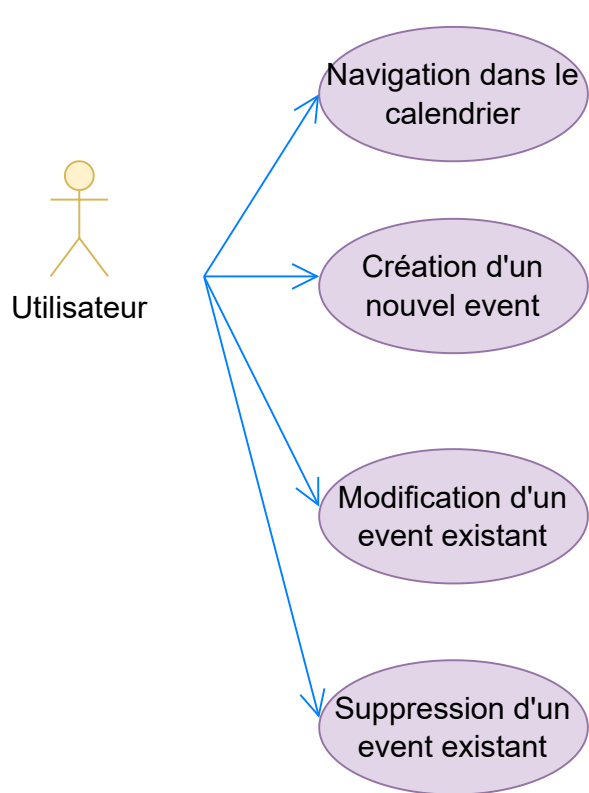 Navigation dans le
calendrier
Utilisateur
Création d'un
nouvel event
Modification d'un
event existant
Suppression d'un
event existant